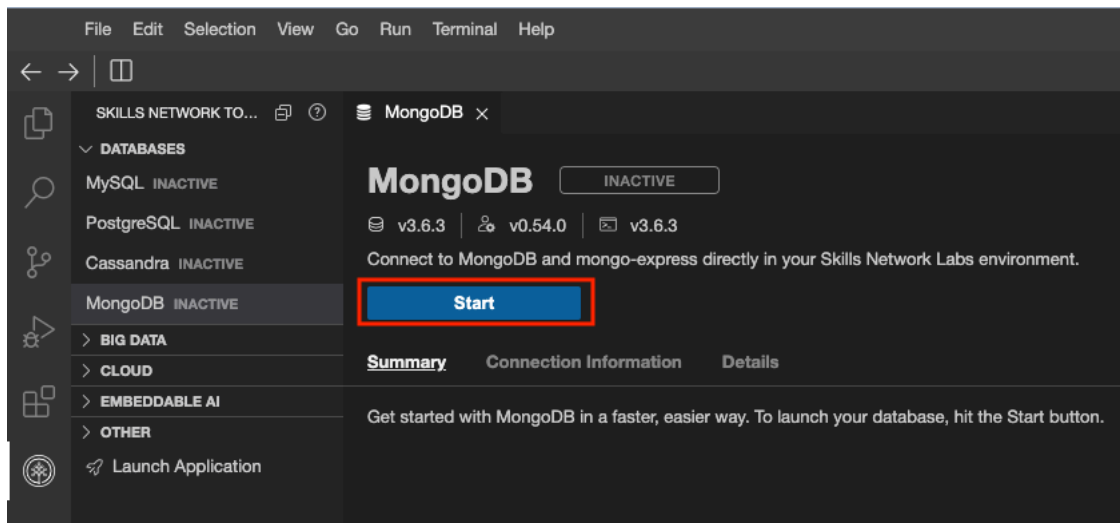 File Edit Selection View Go Run Terminal Help
SKILLS NETWORK TO...
DATABASES
MySQL INACTIVE
PostgreSQL INACTIVE
Cassandra INACTIVE
MongoDB INACTIVE
BIG DATA
CLOUD
EMBEDDABLE AI
OTHER
Launch Application
MongoDB
MongoDB INACTIVE
v3.6.3 v0.54.0 v3.6.3
Connect to MongoDB and mongo-express directly in your Skills Network Labs environment.
Start
Summary Connection Information Details
Get started with MongoDB in a faster, easier way. To launch your database, hit the Start button.